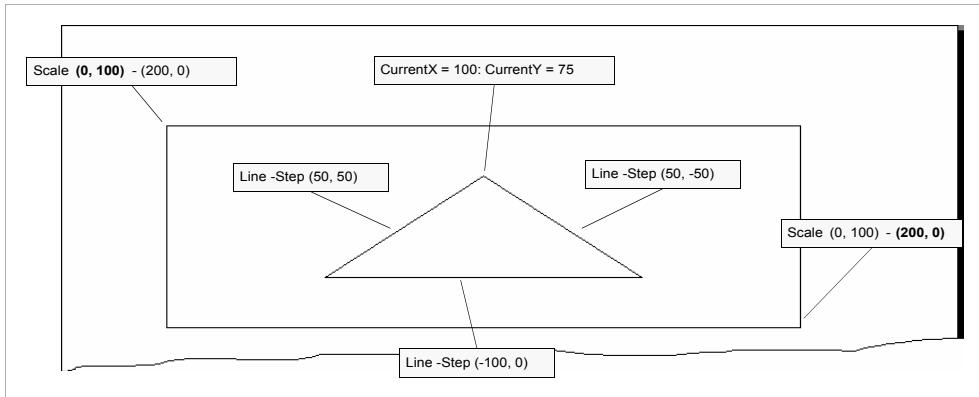 Scale (0, 100) - (200, 0)
CurrentX = 100: CurrentY = 75
Line -Step (50, 50)
Line -Step (50, -50)
Scale (0, 100) - (200, 0)
Line -Step (-100, 0)